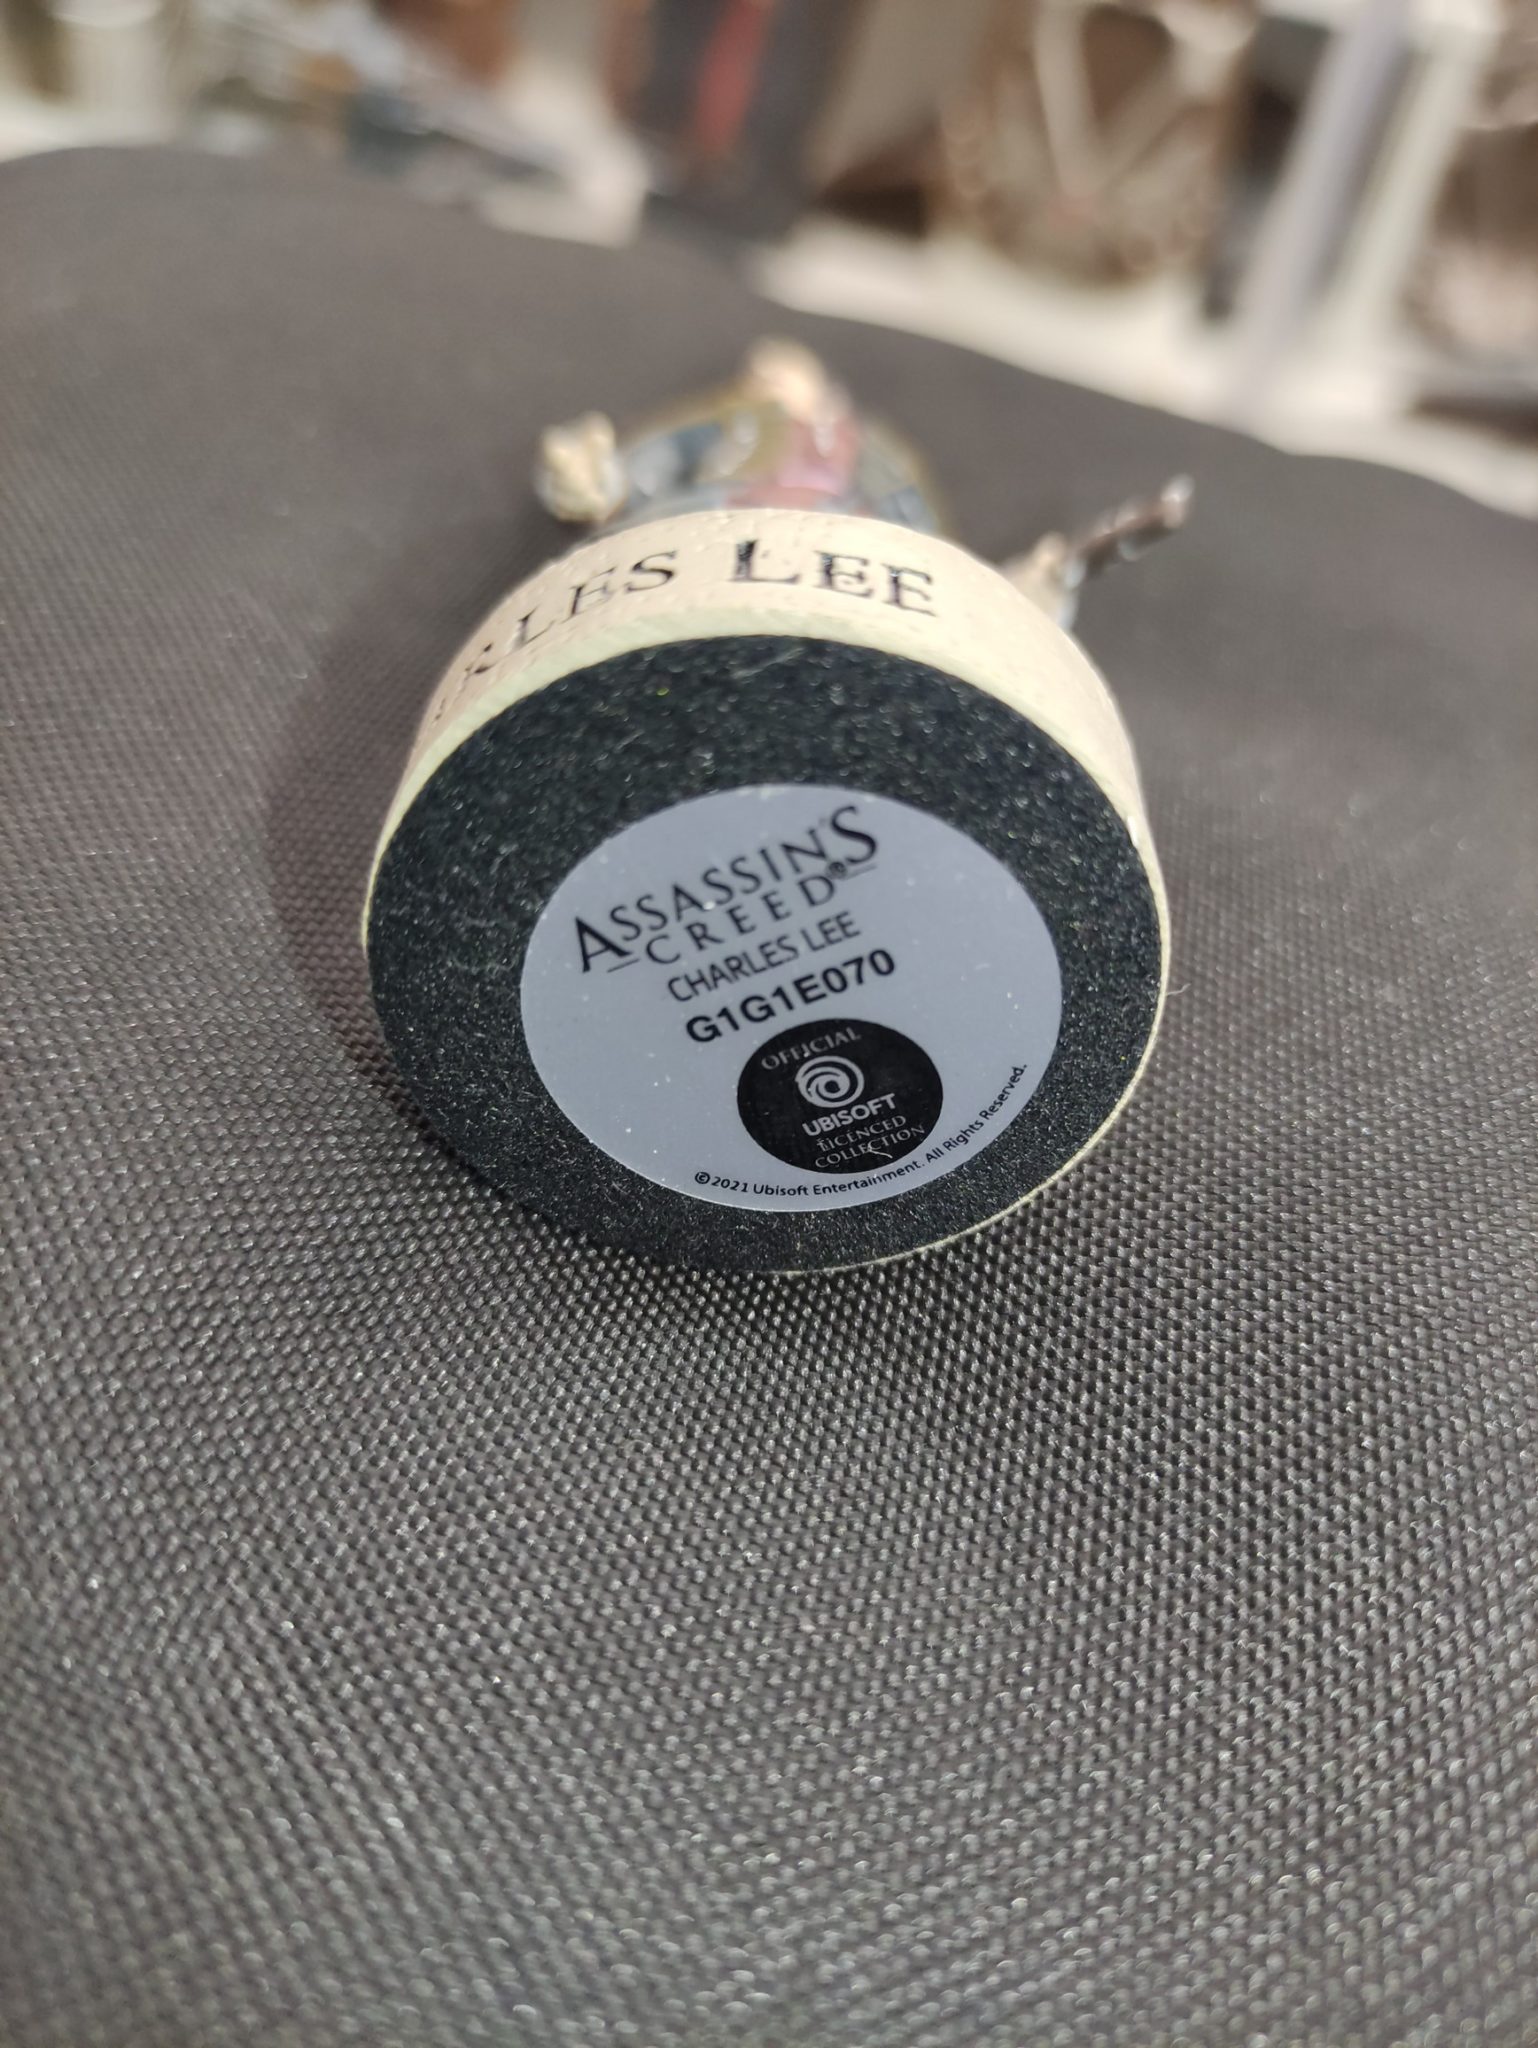 RLES LEE
ASSASSIN'S
CREED®
CHARLES LEE
G1G1E070
OFFICIAL
UBISOFT
LICENCED
COLLECTION
©2021 Ubisoft Entertainment. All Rights Reserved.